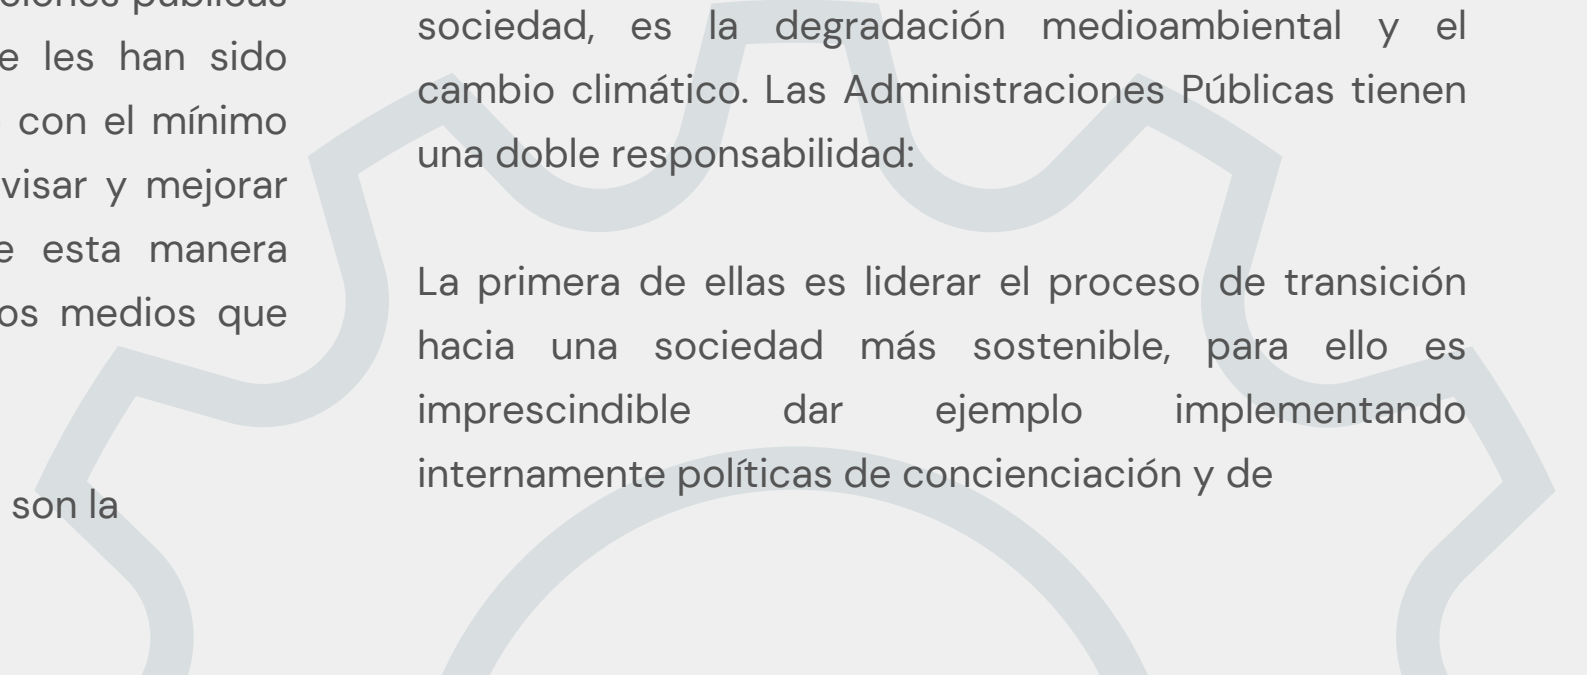 públicas
les han sido
con el mínimo
y mejorar
esta manera
medios que
son la
sociedad, es la degradación medioambiental y el
cambio climático. Las Administraciones Públicas tienen
una doble responsabilidad:
La primera de ellas es liderar el proceso de transición
hacia una sociedad más sostenible, para ello es
imprescindible dar ejemplo implementando
internamente políticas de concienciación y de